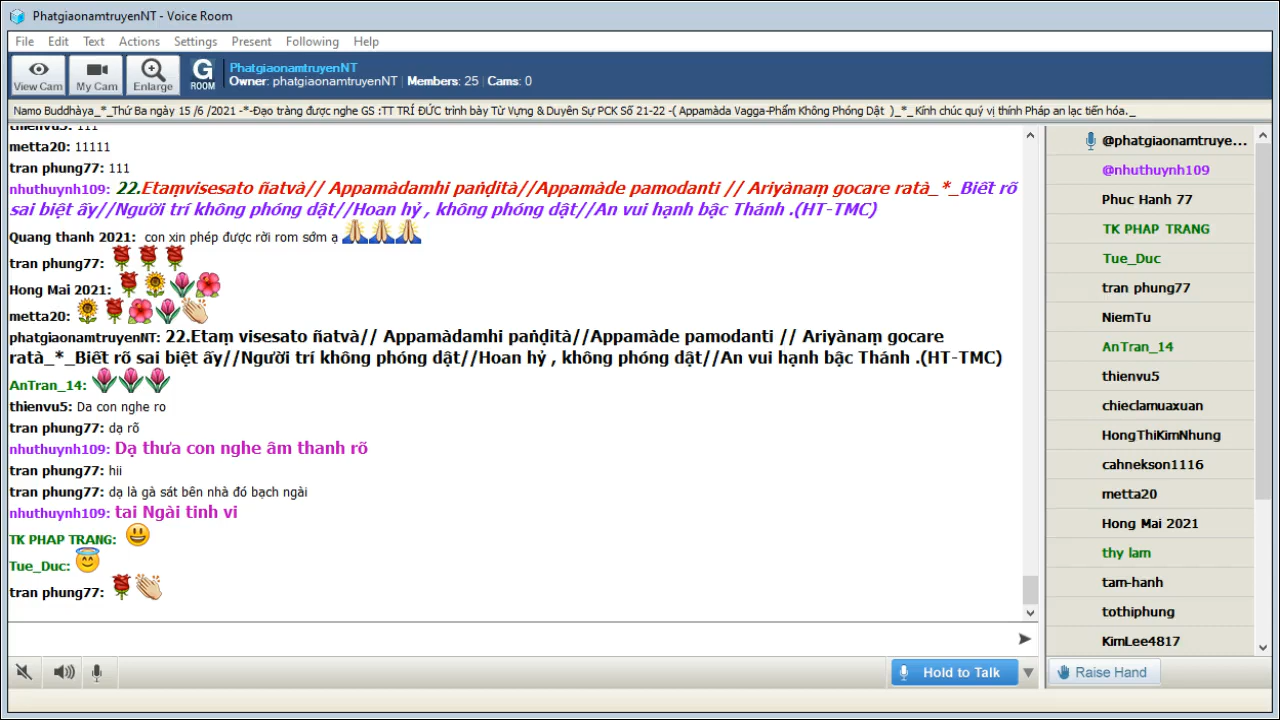 PhatgiaonamtruyenNT - Voice Room
File Edit Text Actions Settings Present Following Help
View Cam My Cam Enlarge G ROOM
PhatgiaonamtruyenNT
Owner: phatgiaonamtruyenNT Members: 25 Cams: 0
Namo Buddhàya_*_Thứ Ba ngày 15 /6 /2021 -*-Đạo tràng được nghe GS :TT TRÍ ĐỨC trình bày Từ Vựng & Duyên Sự PCK Số 21-22 -( Appamàda Vagga-Phẩm Không Phóng Dật )_*_ Kính chúc quý vị thính Pháp an lạc tiến hóa._
thienvu5: 111
metta20: 11111
tran phung77: 111
nhuthuynh109: 22.Etaṃvisesato ñatvà// Appamàdamhi paṇḍità//Appamàde pamodanti // Ariyànaṃ gocare ratà_*_Biết rõ
sai biệt ấy//Người trí không phóng dật//Hoan hỷ , không phóng dật//An vui hạnh bậc Thánh .(HT-TMC)
Quang thanh 2021: con xin phép được rời rom sớm ạ
tran phung77:
Hong Mai 2021:
metta20:
phatgiaonamtruyenNT: 22.Etaṃ visesato ñatvà// Appamàdamhi paṇḍità//Appamàde pamodanti // Ariyànaṃ gocare
ratà_*_Biết rõ sai biệt ấy//Người trí không phóng dật//Hoan hỷ , không phóng dật//An vui hạnh bậc Thánh .(HT-TMC)
AnTran_14:
thienvu5: Da con nghe ro
tran phung77: dạ rõ
nhuthuynh109: Dạ thưa con nghe âm thanh rõ
tran phung77: hii
tran phung77: dạ là gà sát bên nhà đó bạch ngài
nhuthuynh109: tai Ngài tinh vi
TK PHAP TRANG:
Tue_Duc:
tran phung77:
Hold to Talk
@phatgiaonamtruye...
@nhuthuynh109
Phuc Hanh 77
TK PHAP TRANG
Tue_Duc
tran phung77
NiemTu
AnTran_14
thienvu5
chieclamuaxuan
HongThiKimNhung
cahnekson1116
metta20
Hong Mai 2021
thy lam
tam-hanh
tothiphung
KimLee4817
Raise Hand